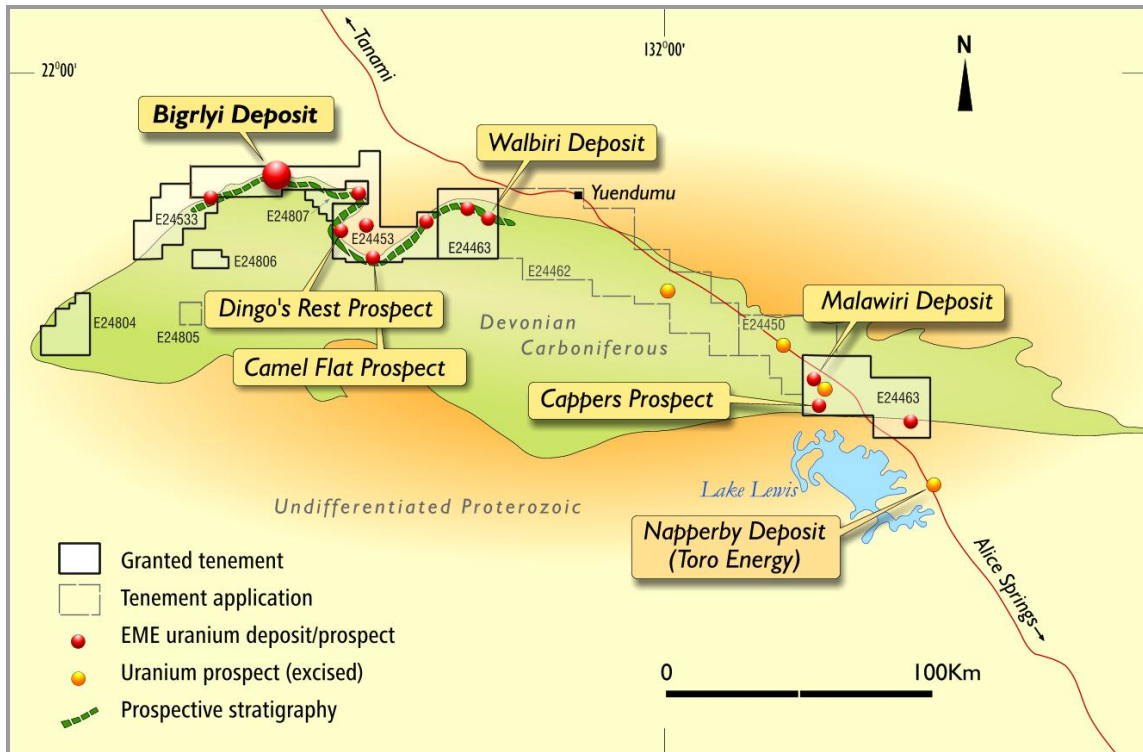 Tanami
132°00'
22°00'
N
Bigrlyi Deposit
Walbiri Deposit
Yuendumu
E24533
E24807
E24453
E24463
E24806
E24462
Dingo's Rest Prospect
Malawiri Deposit
E24804
E24805
E24450
Devonian
Carboniferous
Camel Flat Prospect
Cappers Prospect
E24463
Lake Lewis
Undifferentiated Proterozoic
Napperby Deposit
(Toro Energy)
Alice Springs
Granted tenement
Tenement application
EME uranium deposit/prospect
Uranium prospect (excised)
Prospective stratigraphy
0 100Km